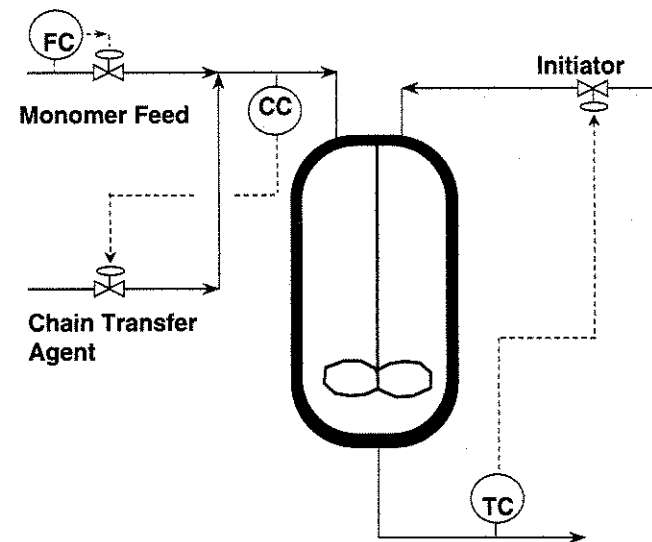 FC
Initiator
Monomer Feed
CC
Chain Transfer
Agent
TC